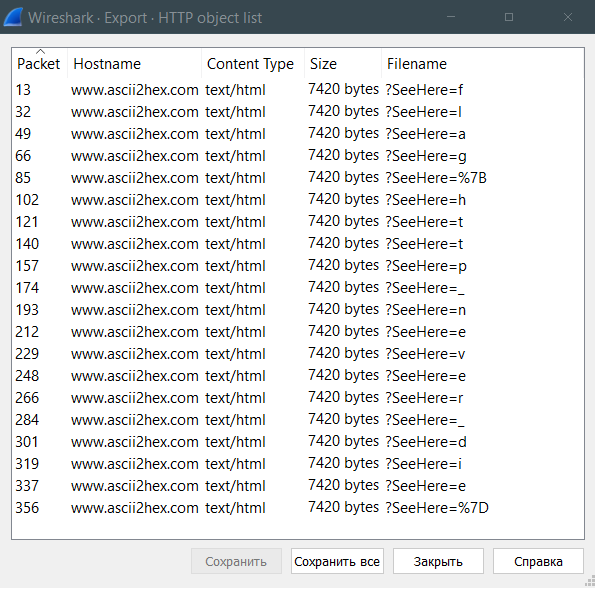 Wireshark · Export · HTTP object list
Packet Hostname Content Type Size Filename
13 www.ascii2hex.com text/html 7420 bytes ?SeeHere=f
32 www.ascii2hex.com text/html 7420 bytes ?SeeHere=l
49 www.ascii2hex.com text/html 7420 bytes ?SeeHere=a
66 www.ascii2hex.com text/html 7420 bytes ?SeeHere=g
85 www.ascii2hex.com text/html 7420 bytes ?SeeHere=%7B
102 www.ascii2hex.com text/html 7420 bytes ?SeeHere=h
121 www.ascii2hex.com text/html 7420 bytes ?SeeHere=t
140 www.ascii2hex.com text/html 7420 bytes ?SeeHere=t
157 www.ascii2hex.com text/html 7420 bytes ?SeeHere=p
174 www.ascii2hex.com text/html 7420 bytes ?SeeHere=_
193 www.ascii2hex.com text/html 7420 bytes ?SeeHere=n
212 www.ascii2hex.com text/html 7420 bytes ?SeeHere=e
229 www.ascii2hex.com text/html 7420 bytes ?SeeHere=v
248 www.ascii2hex.com text/html 7420 bytes ?SeeHere=e
266 www.ascii2hex.com text/html 7420 bytes ?SeeHere=r
284 www.ascii2hex.com text/html 7420 bytes ?SeeHere=_
301 www.ascii2hex.com text/html 7420 bytes ?SeeHere=d
319 www.ascii2hex.com text/html 7420 bytes ?SeeHere=i
337 www.ascii2hex.com text/html 7420 bytes ?SeeHere=e
356 www.ascii2hex.com text/html 7420 bytes ?SeeHere=%7D
Сохранить Сохранить все Закрыть Справка